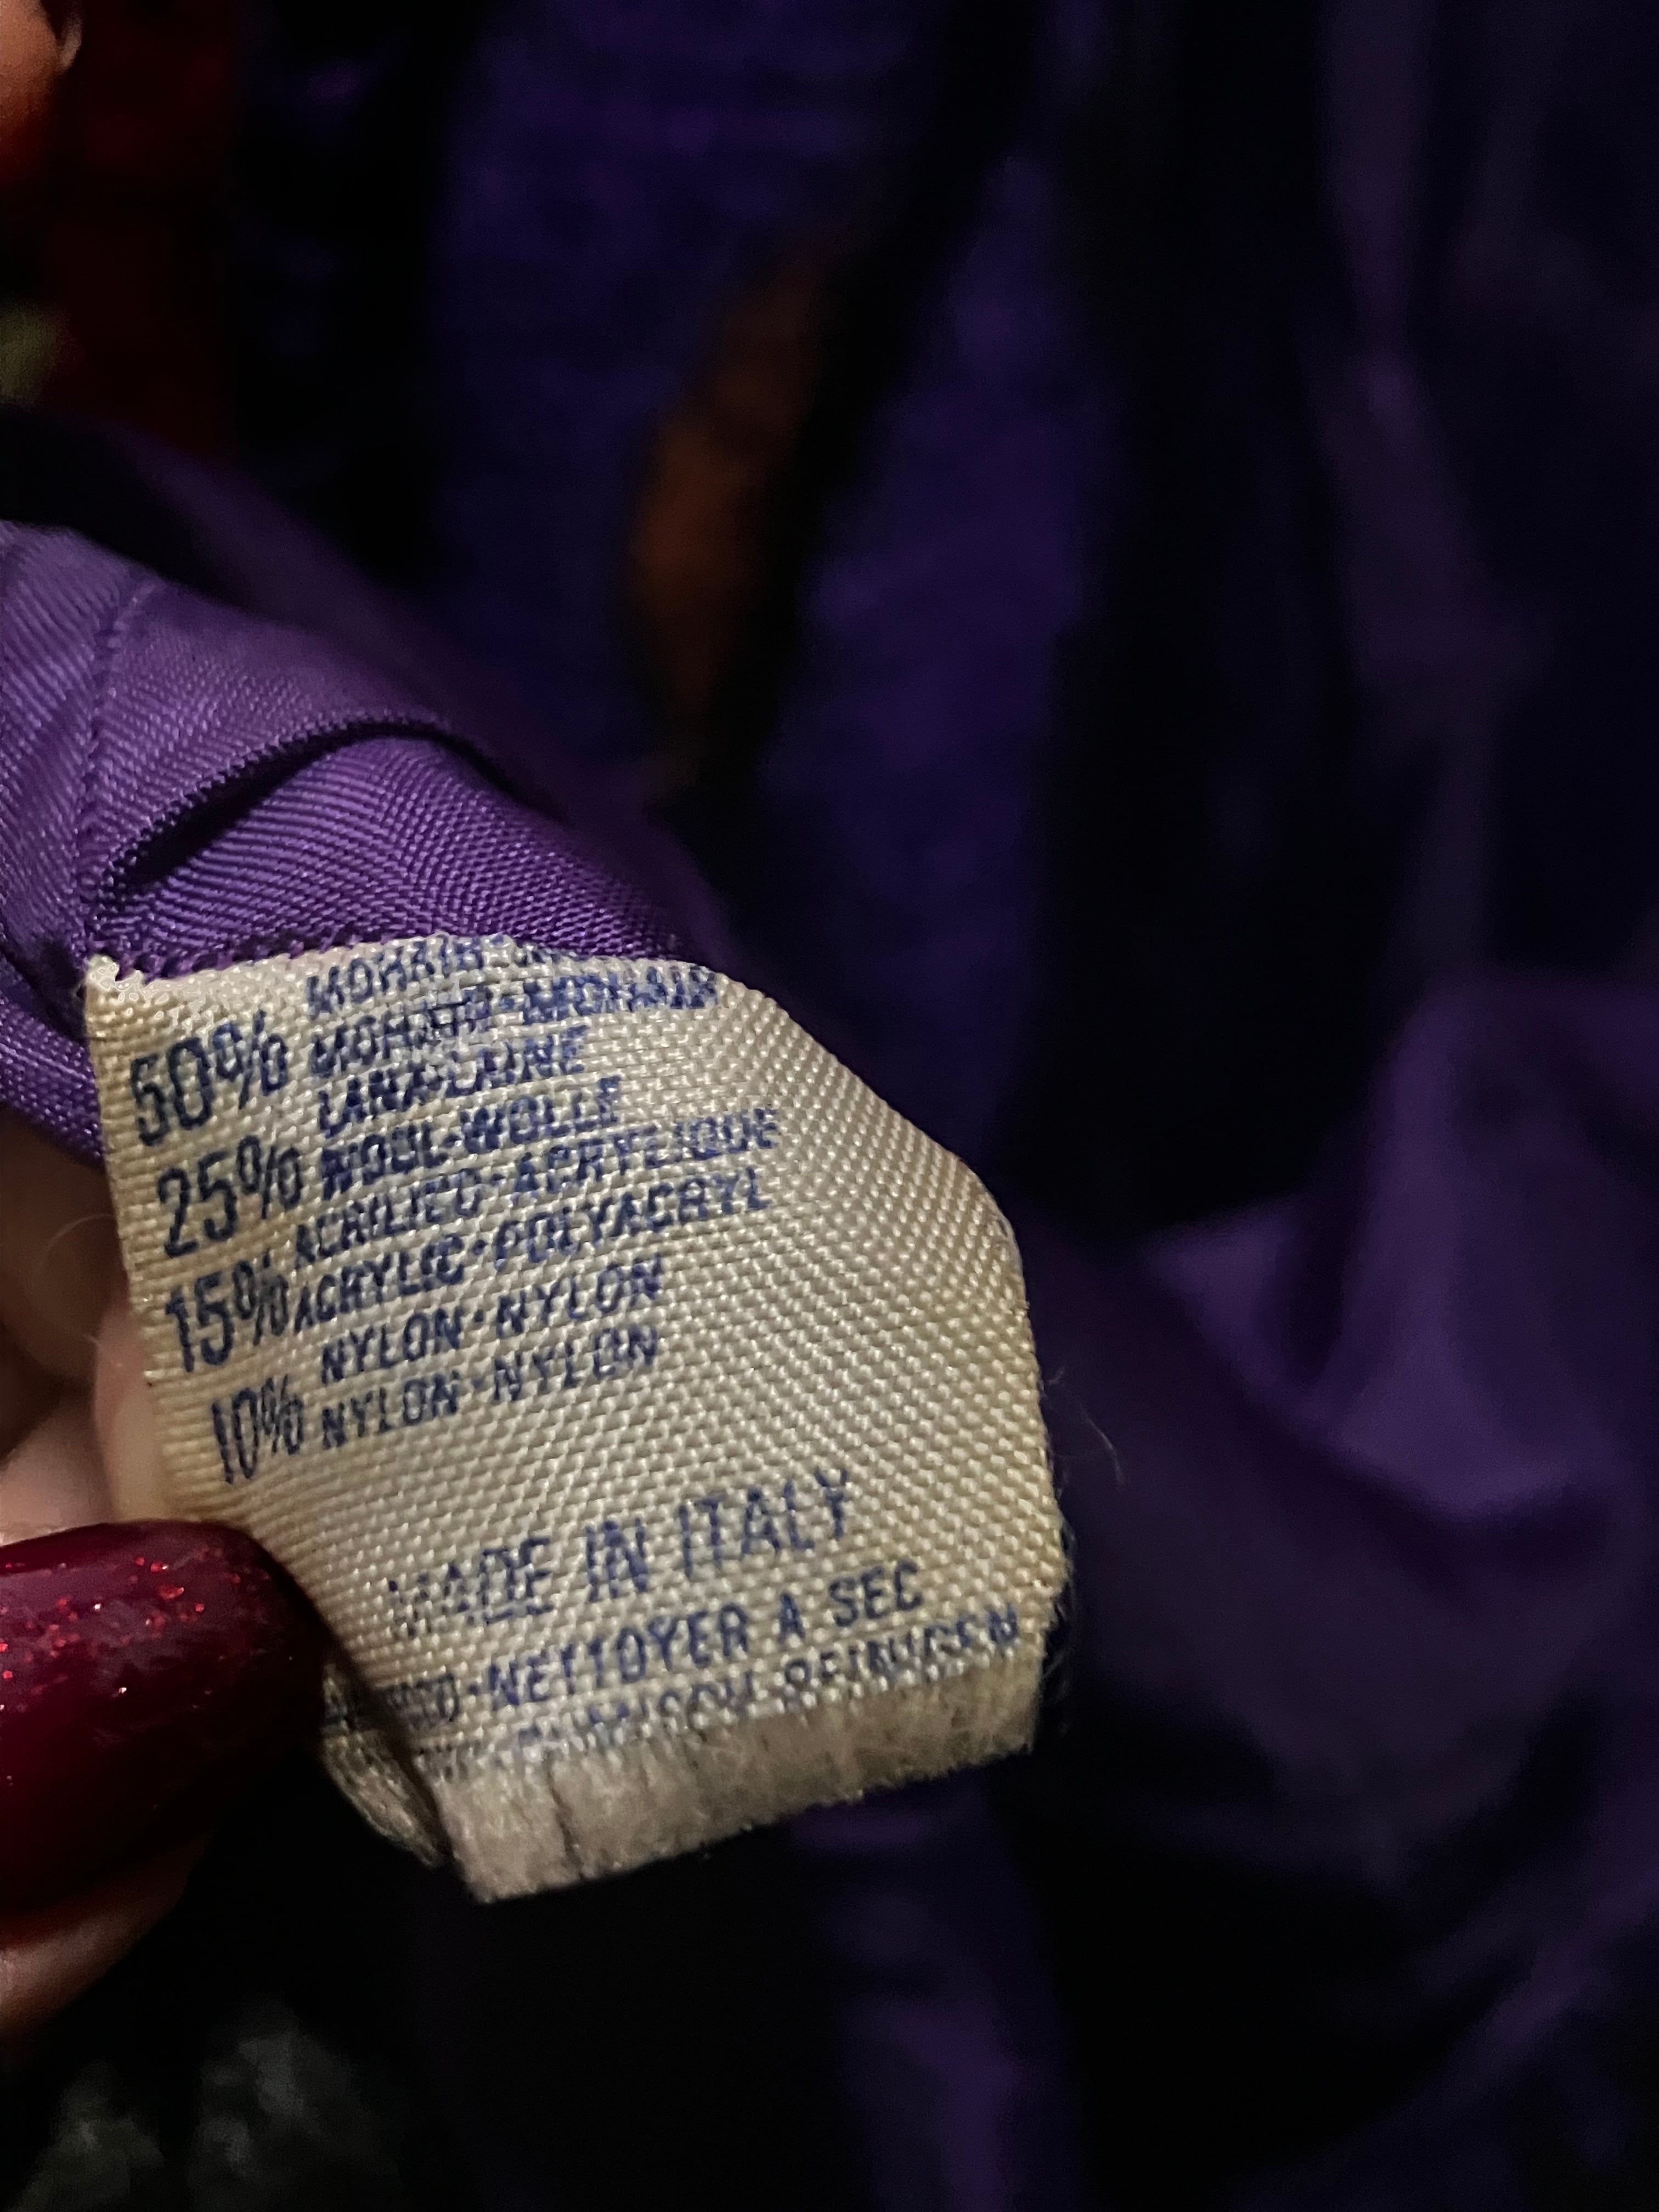 50% MOHAIR-MOHAIR
LANA-LAINE
25% WOOL-WOLLE
ACRILICO-ACRYLIQUE
15% ACRYLIC-POLYACRYL
NYLON-NYLON
10% NYLON-NYLON
MADE IN ITALY
NETTOYER A SEC
REINIGEN